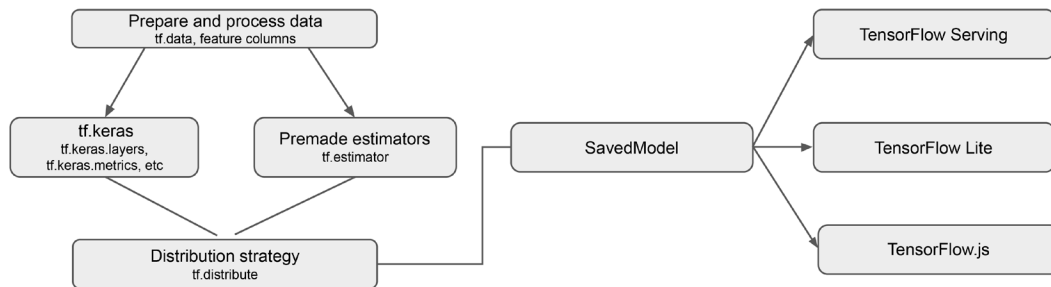 Prepare and process data
tf.data, feature columns
tf.keras
tf.keras.layers,
tf.keras.metrics, etc
Premade estimators
tf.estimator
Distribution strategy
tf.distribute
SavedModel
TensorFlow Serving
TensorFlow Lite
TensorFlow.js